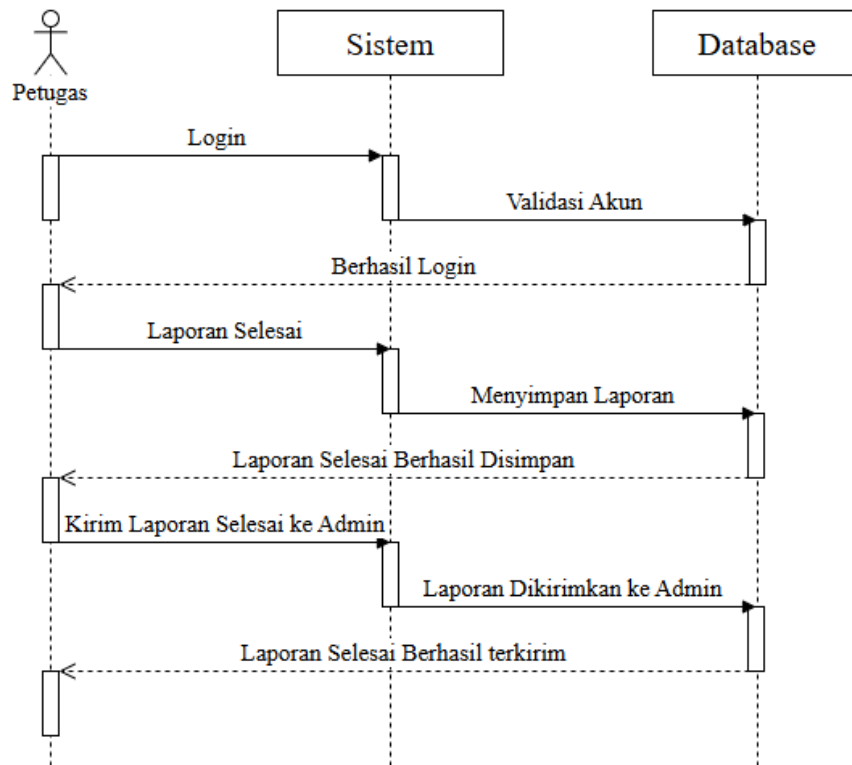 Sistem
Database
Petugas
Login
Validasi Akun
Berhasil Login
Laporan Selesai
Menyimpan Laporan
Laporan Selesai Berhasil Disimpan
Kirim Laporan Selesai ke Admin
Laporan Dikirimkan ke Admin
Laporan Selesai Berhasil terkirim